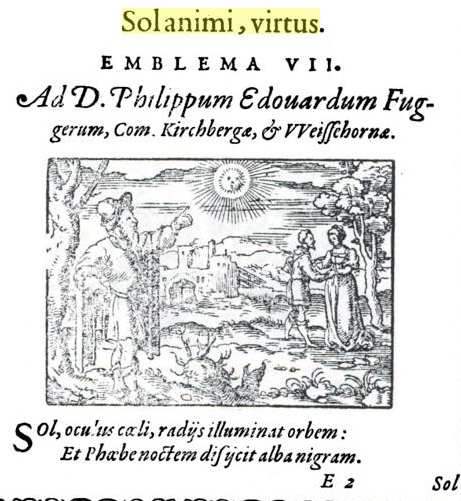 Sol animi, virtus.
EMBLEMA VII.
Ad D. Philippum Edouardum Fug-
gerum, Com. Kirchbergæ, & VVeiſſehornæ.
Sol, oculus cœli, radijs illuminat orbem:
Et Phœbe noctem diſijcit alba nigram.
E 2
Sol